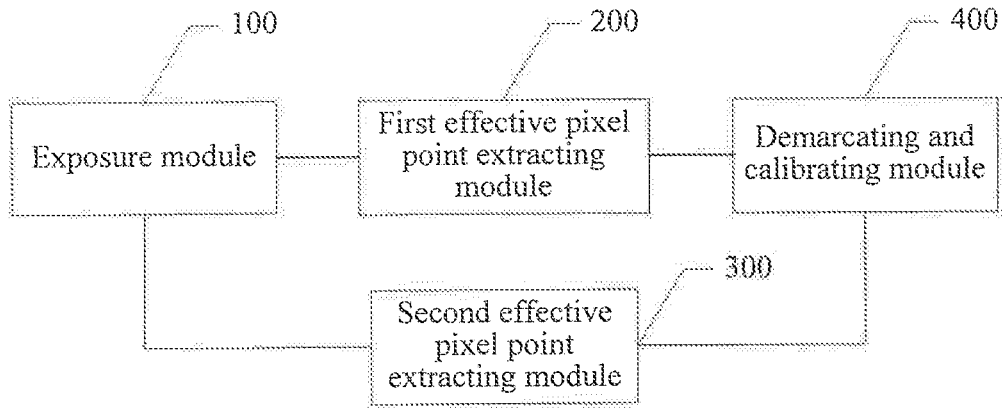 100
200
400
Exposure module
First effective pixel
point extracting
module
Demarcating and
calibrating module
300
Second effective
pixel point
extracting module